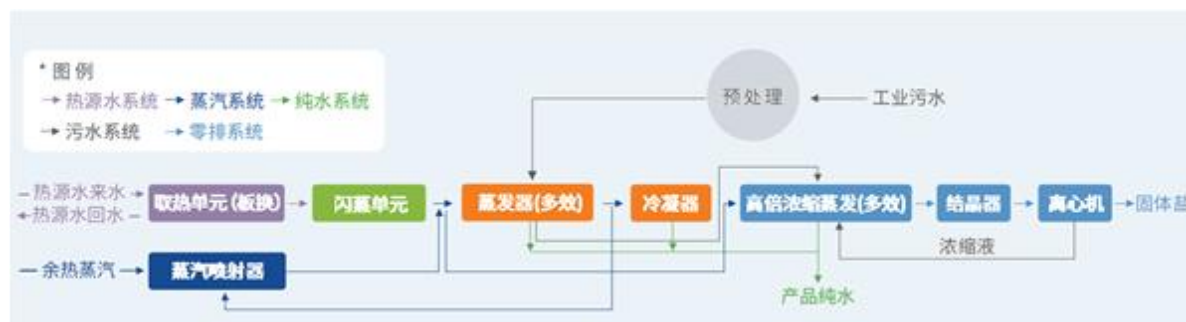 * 图例
热源水系统 蒸汽系统 纯水系统
污水系统 零排系统
预处理
工业污水
热源水来水
热源水回水
取热单元(板换)
闪蒸单元
蒸发器(多效)
冷凝器
高倍浓缩蒸发(多效)
结晶器
离心机
固体盐
浓缩液
余热蒸汽
蒸汽喷射器
产品纯水